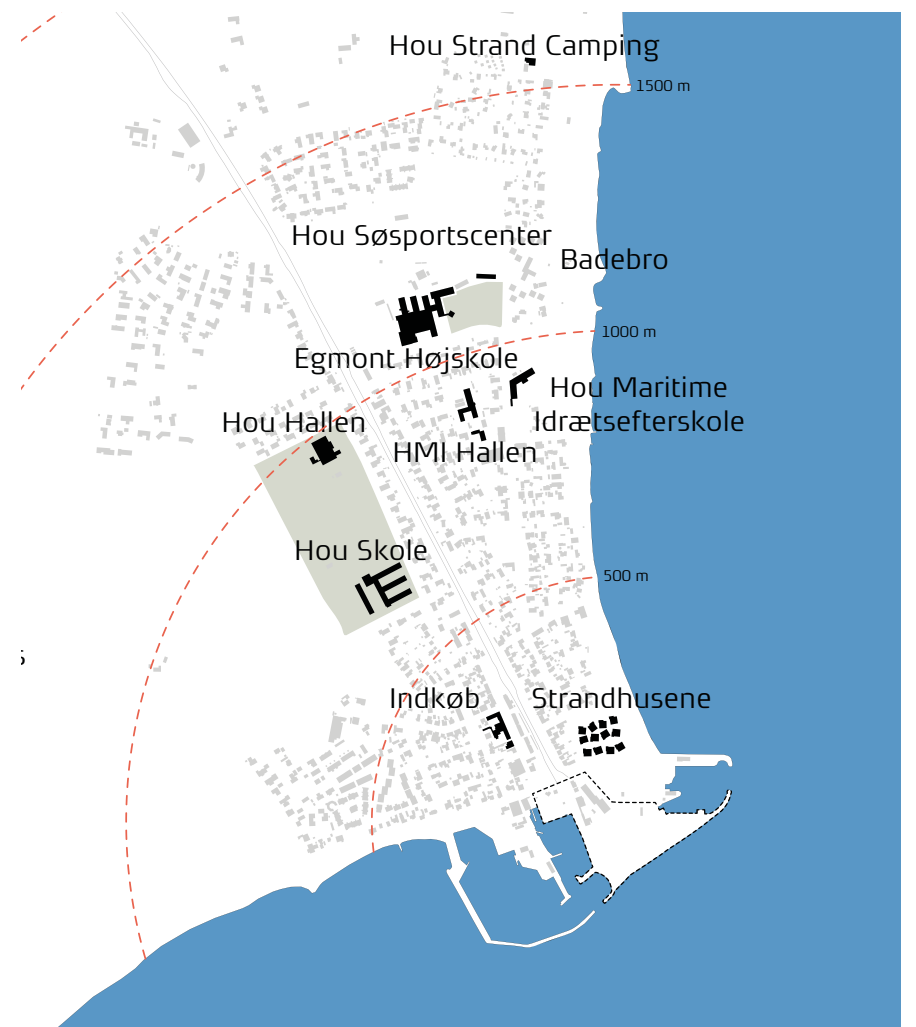 Hou Strand Camping
1500 m
Hou Søsportscenter
Badebro
1000 m
Egmont Højskole
Hou Maritime
Idrætsefterskole
Hou Hallen
HMI Hallen
Hou Skole
500 m
Indkøb
Strandhusene